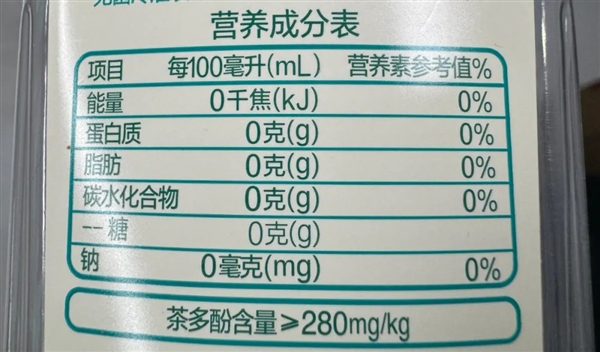 营养成分表
项目 每100毫升(mL) 营养素参考值%
能量 0千焦(kJ) 0%
蛋白质 0克(g) 0%
脂肪 0克(g) 0%
碳水化合物 0克(g) 0%
--糖 0克(g)
钠 0毫克(mg) 0%
茶多酚含量≥280mg/kg